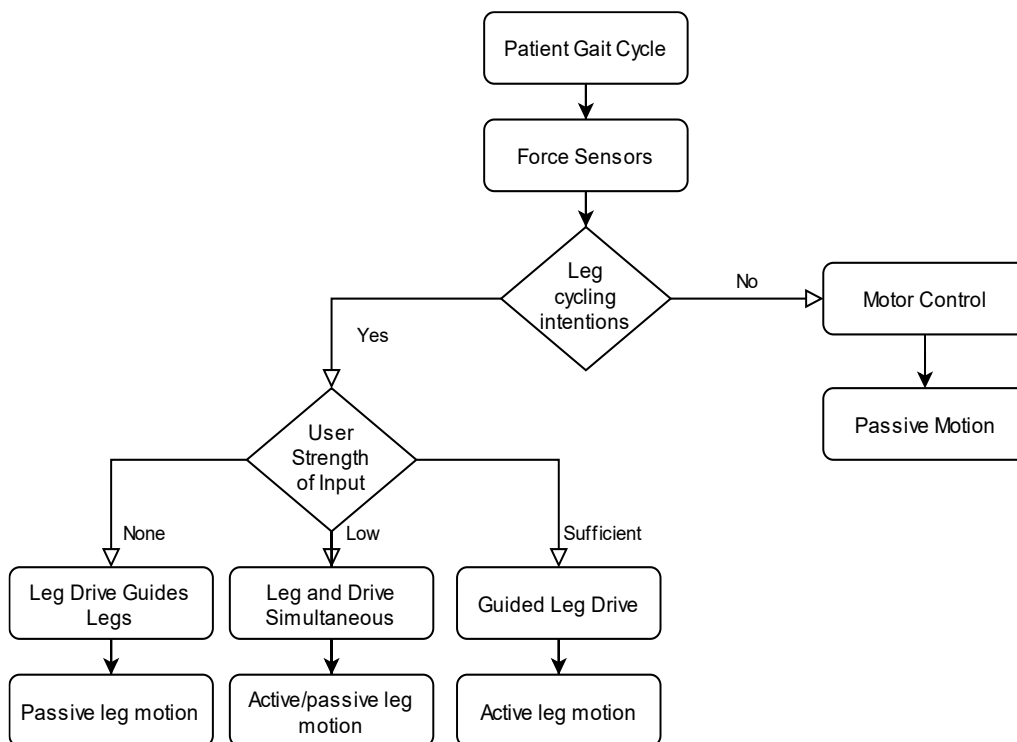 Patient Gait Cycle
Force Sensors
Leg
cycling
intentions
No
Motor Control
Yes
Passive Motion
User
Strength
of Input
None
Low
Sufficient
Leg Drive Guides
Legs
Leg and Drive
Simultaneous
Guided Leg Drive
Passive leg motion
Active/passive leg
motion
Active leg motion